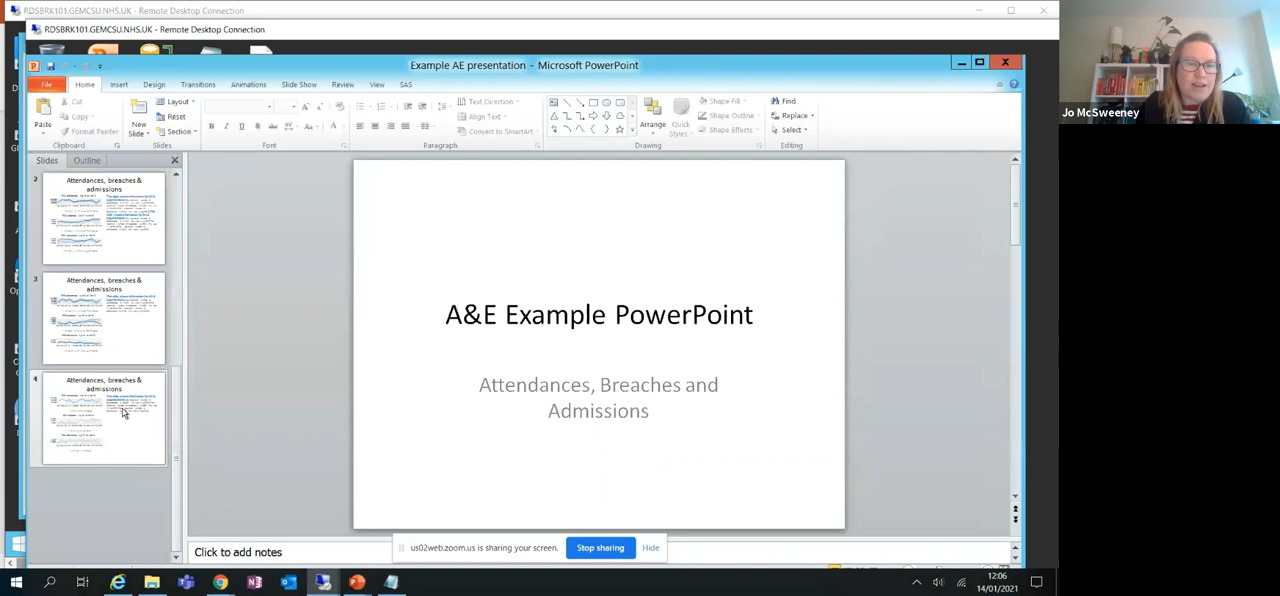 RDSBRK101.GEMCSU.NHS.UK - Remote Desktop Connection
RDSBRK101.GEMCSU.NHS.UK - Remote Desktop Connection
Example AE presentation - Microsoft PowerPoint
File Home Insert Design Transitions Animations Slide Show Review View SAS
Paste
Cut
Copy
Format Painter
Clipboard
New
Slide
Layout
Reset
Section
Slides
Font
Text Direction
Align Text
Convert to SmartArt
Paragraph
Arrange
Quick
Styles
Shape Fill
Shape Outline
Shape Effects
Drawing
Find
Replace
Select
Editing
Jo McSweeney
Slides Outline
2
Attendances, breaches &
admissions
3
Attendances, breaches &
admissions
4
Attendances, breaches &
admissions
A&E Example PowerPoint
Attendances, Breaches and
Admissions
Click to add notes
us02web.zoom.us is sharing your screen.
Stop sharing
Hide
12:06
14/01/2021